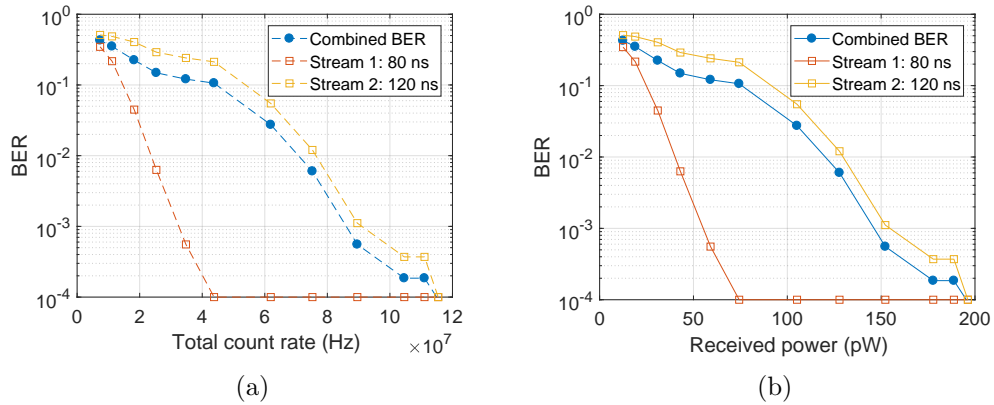 10^0
10^-1
10^-2
10^-3
10^-4
BER
0 2 4 6 8 10 12
Total count rate (Hz) ×10^7
Combined BER
Stream 1: 80 ns
Stream 2: 120 ns
(a)
10^0
10^-1
10^-2
10^-3
10^-4
BER
0 50 100 150 200
Received power (pW)
Combined BER
Stream 1: 80 ns
Stream 2: 120 ns
(b)